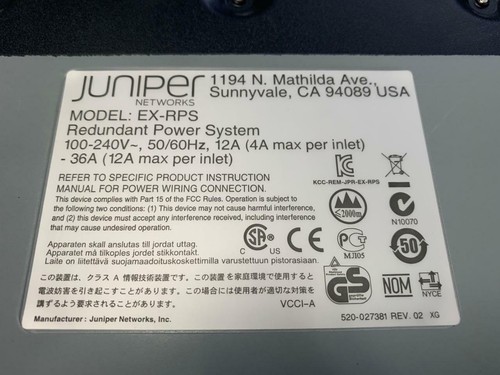 JUNIPER
NETWORKS
1194 N. Mathilda Ave.,
Sunnyvale, CA 94089 USA
MODEL: EX-RPS
Redundant Power System
100-240V~, 50/60Hz, 12A (4A max per inlet)
- 36A (12A max per inlet)
REFER TO SPECIFIC PRODUCT INSTRUCTION
MANUAL FOR POWER WIRING CONNECTION.
KCC-REM-JPR-EX-RPS
This device complies with Part 15 of the FCC Rules. Operation is subject to
the following two conditions: (1) This device may not cause harmful interference,
and (2) this device must accept any interference received, including interference
that may cause undesired operation.
≤2000m
N10070
Apparaten skall anslutas till jordat uttag.
Apparatet må tilkoples jordet stikkontakt.
Laite on liitettävä suojamaadoituskoskettimilla varustettuun pistorasiaan.
SA
C US
MЛ05
50
この装置は、クラス A 情報技術装置です。この装置を家庭環境で使用すると
電波妨害を引き起こすことがあります。この場合には使用者が適切な対策
を講ずるよう要求されることがあります。
VCCI-A
GS
NOM
NYCE
Manufacturer : Juniper Networks, Inc.
520-027381 REV. 02 XG